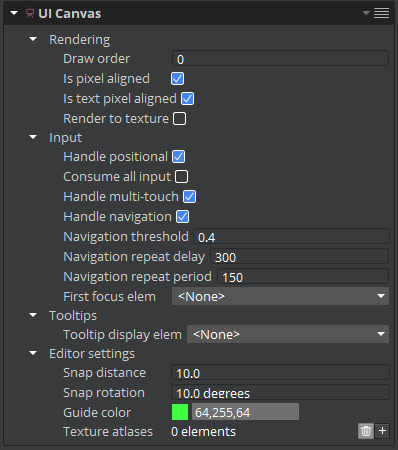 UI Canvas
Rendering
Draw order 0
Is pixel aligned
Is text pixel aligned
Render to texture
Input
Handle positional
Consume all input
Handle multi-touch
Handle navigation
Navigation threshold 0.4
Navigation repeat delay 300
Navigation repeat period 150
First focus elem <None>
Tooltips
Tooltip display elem <None>
Editor settings
Snap distance 10.0
Snap rotation 10.0 degrees
Guide color 64,255,64
Texture atlases 0 elements